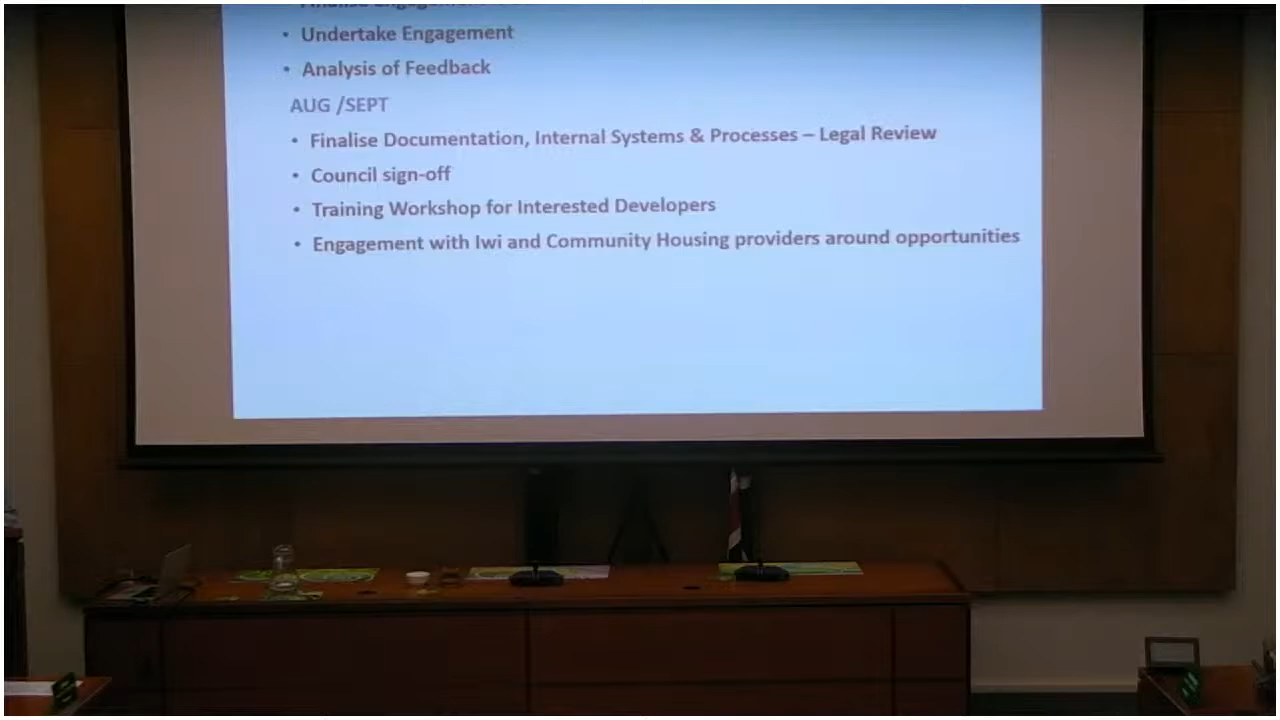 • Undertake Engagement
• Analysis of Feedback
AUG /SEPT
• Finalise Documentation, Internal Systems & Processes – Legal Review
• Council sign-off
• Training Workshop for Interested Developers
• Engagement with Iwi and Community Housing providers around opportunities